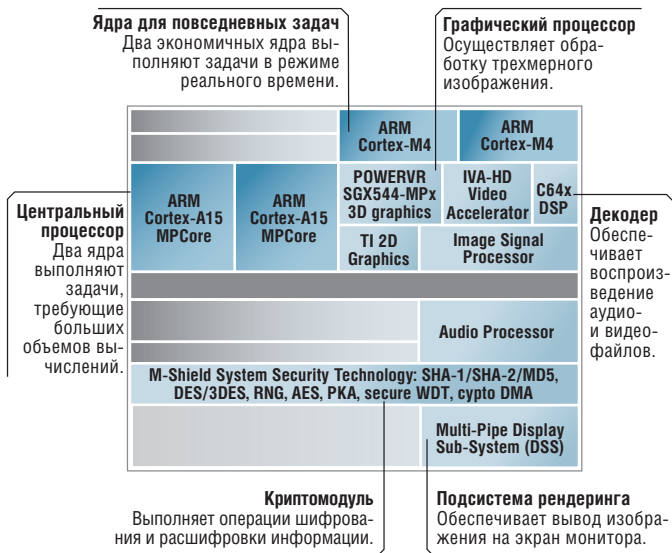 Ядра для повседневных задач
Два экономичных ядра вы-
полняют задачи в режиме
реального времени.
Графический процессор
Осуществляет обра-
ботку трехмерного
изображения.
ARM
Cortex-M4
ARM
Cortex-M4
Центральный
процессор
Два ядра
выполняют
задачи,
требующие
больших
объемов вы-
числений.
ARM
Cortex-A15
MPCore
ARM
Cortex-A15
MPCore
POWERVR
SGX544-MPx
3D graphics
IVA-HD
Video
Accelerator
C64x
DSP
TI 2D
Graphics
Image Signal
Processor
Декодер
Обеспе-
чивает
воспроиз-
ведение
аудио-
и видео-
файлов.
Audio Processor
M-Shield System Security Technology: SHA-1/SHA-2/MD5,
DES/3DES, RNG, AES, PKA, secure WDT, cypto DMA
Multi-Pipe Display
Sub-System (DSS)
Криптомодуль
Выполняет операции шифрова-
ния и расшифровки информации.
Подсистема рендеринга
Обеспечивает вывод изобра-
жения на экран монитора.